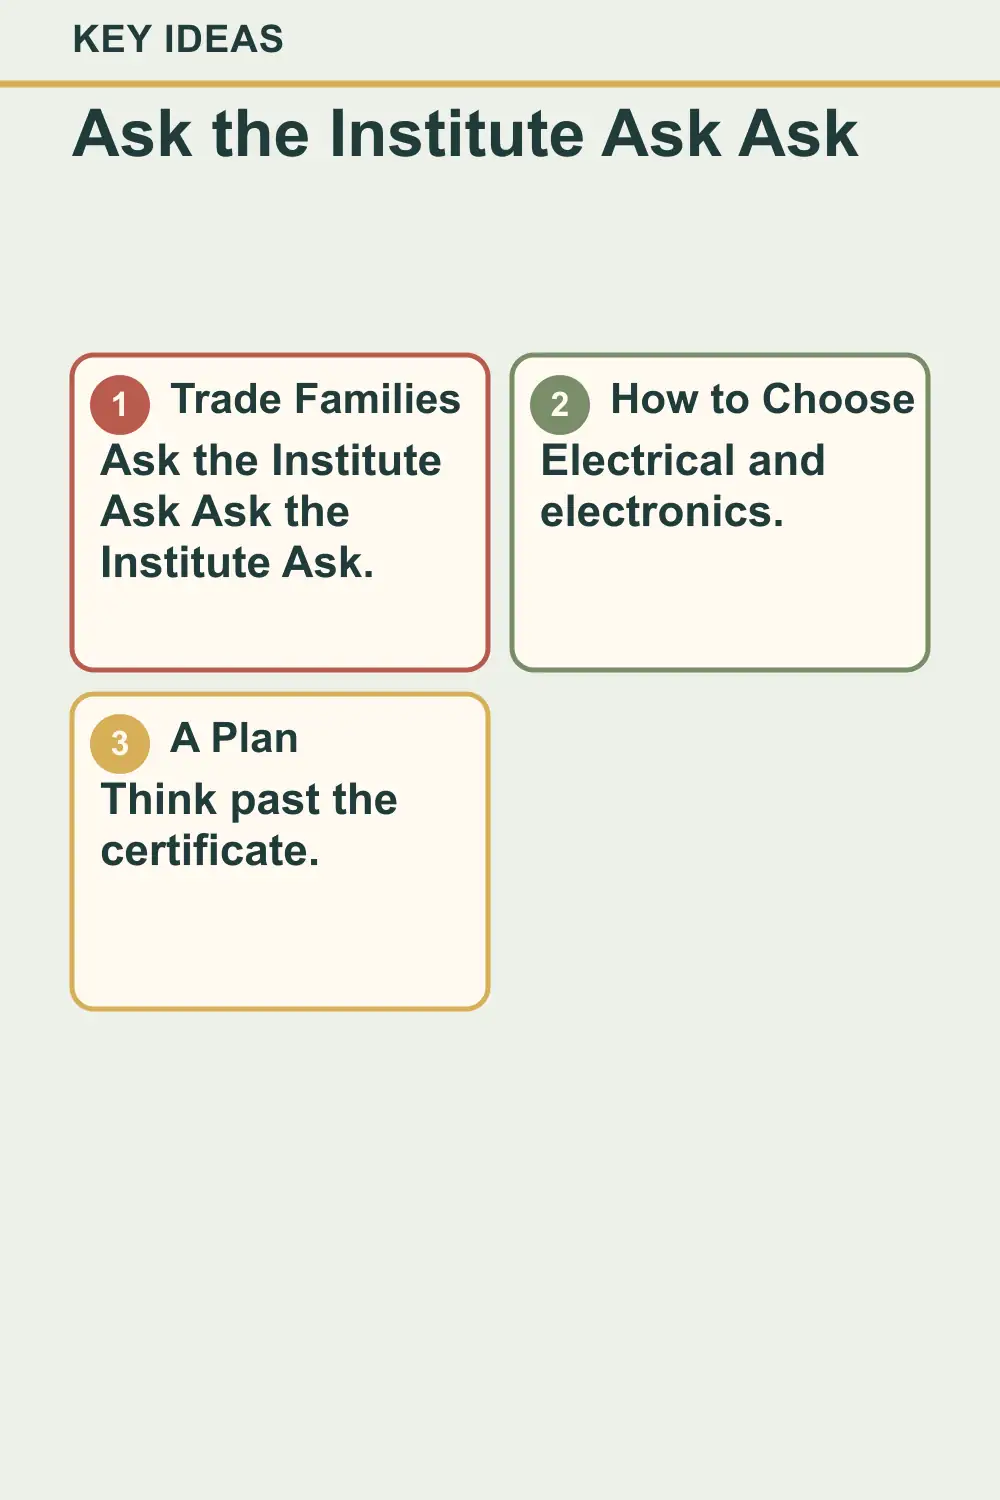 KEY IDEAS
Ask the Institute Ask Ask
1 Trade Families
Ask the Institute
Ask Ask the
Institute Ask.
2 How to Choose
Electrical and
electronics.
3 A Plan
Think past the
certificate.